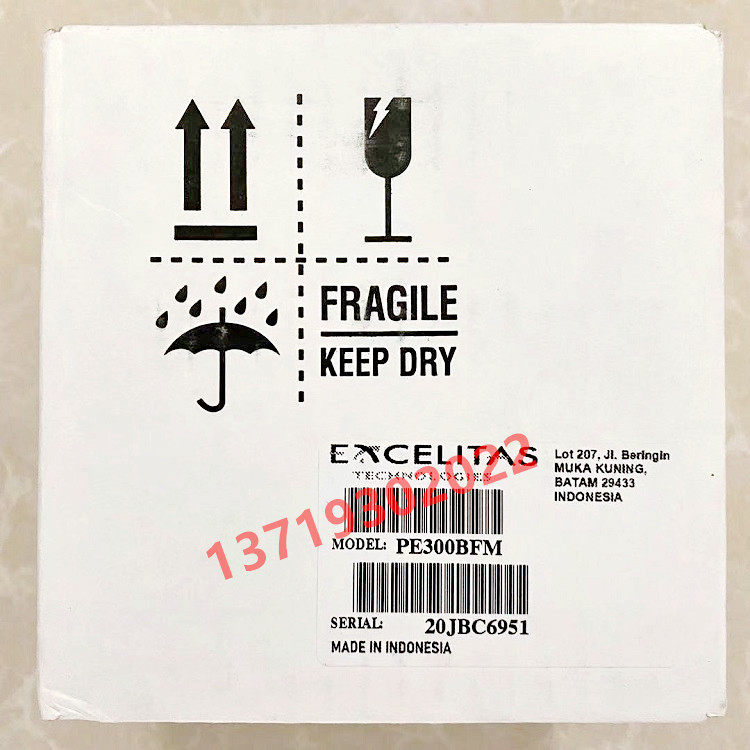 FRAGILE
KEEP DRY
EXCELITAS
TECHNOLOGIES
Lot 207, Jl. Beringin
MUKA KUNING,
BATAM 29433
INDONESIA
13719302022
MODEL: PE300BFM
SERIAL: 20JBC6951
MADE IN INDONESIA